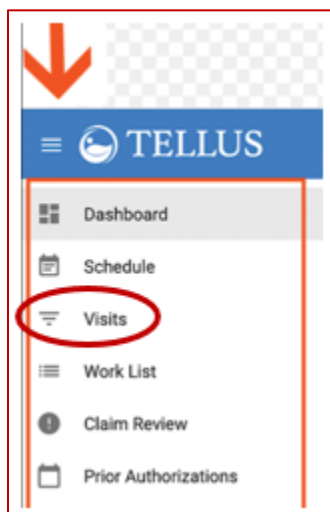 TELLUS
Dashboard
Schedule
Visits
Work List
Claim Review
Prior Authorizations